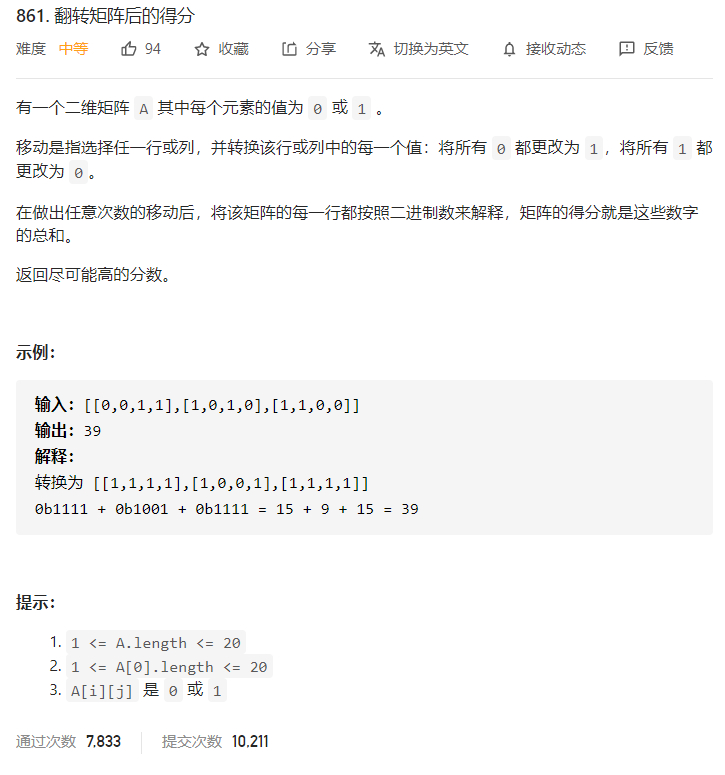 861. 翻转矩阵后的得分
难度 中等 94 收藏 分享 切换为英文 接收动态 反馈
有一个二维矩阵 A 其中每个元素的值为 0 或 1 。
移动是指选择任一行或列，并转换该行或列中的每一个值：将所有 0 都更改为 1，将所有 1 都
更改为 0。
在做出任意次数的移动后，将该矩阵的每一行都按照二进制数来解释，矩阵的得分就是这些数字
的总和。
返回尽可能高的分数。
示例：
输入：[[0,0,1,1],[1,0,1,0],[1,1,0,0]]
输出：39
解释：
转换为 [[1,1,1,1],[1,0,0,1],[1,1,1,1]]
0b1111 + 0b1001 + 0b1111 = 15 + 9 + 15 = 39
提示：
1. 1 <= A.length <= 20
2. 1 <= A[0].length <= 20
3. A[i][j] 是 0 或 1
通过次数 7,833 提交次数 10,211